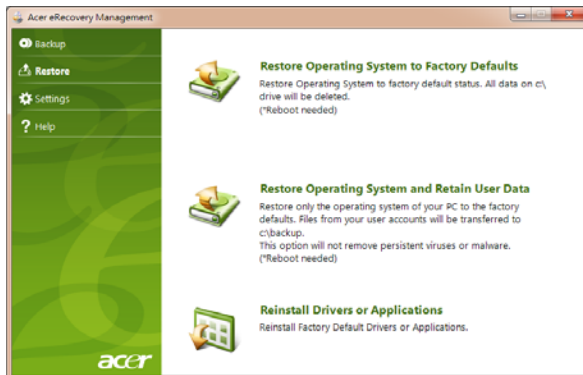 Acer eRecovery Management
Backup
Restore
Settings
Help
Restore Operating System to Factory Defaults
Restore Operating System to factory default status. All data on c:\
drive will be deleted.
(*Reboot needed)
Restore Operating System and Retain User Data
Restore only the operating system of your PC to the factory
defaults. Files from your user accounts will be transferred to
c:\backup.
This option will not remove persistent viruses or malware.
(*Reboot needed)
Reinstall Drivers or Applications
Reinstall Factory Default Drivers or Applications.
acer